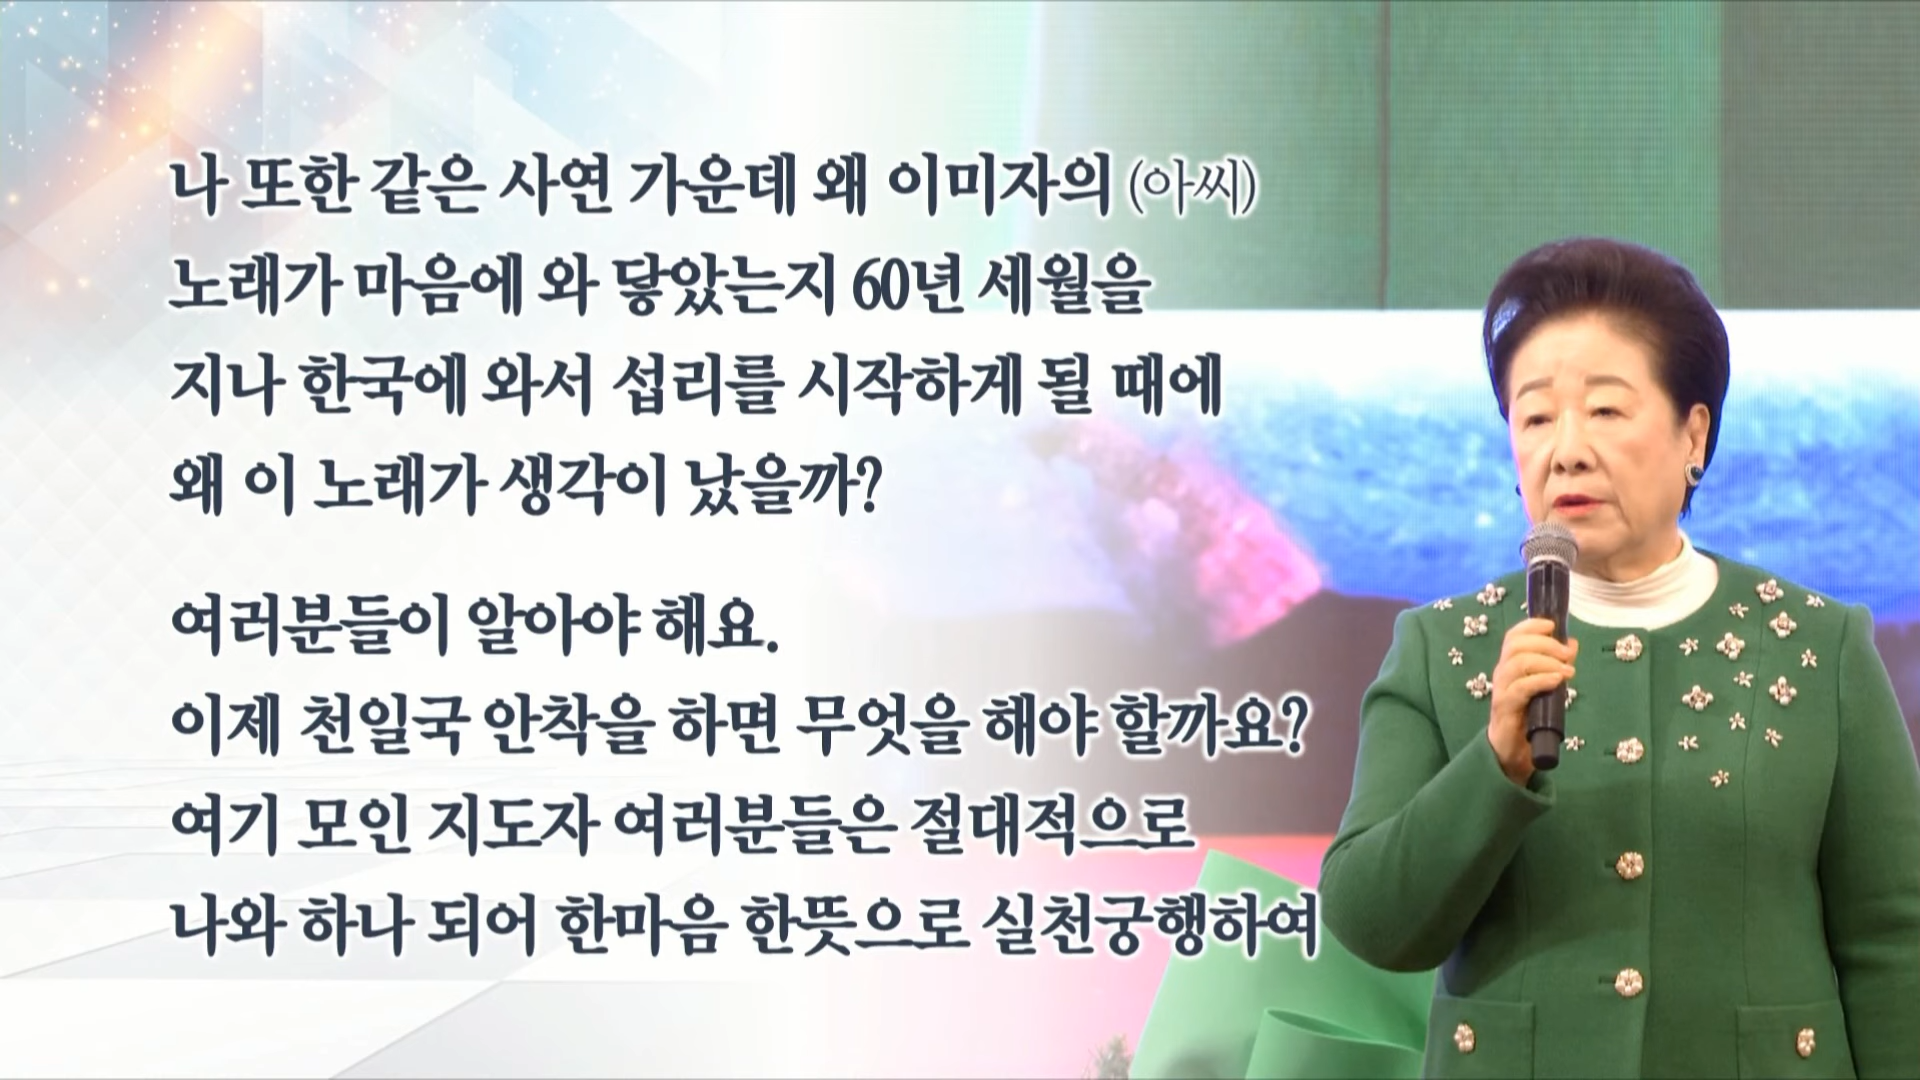 나 또한 같은 사연 가운데 왜 이미자의 (아씨)
노래가 마음에 와 닿았는지 60년 세월을
지나 한국에 와서 섭리를 시작하게 될 때에
왜 이 노래가 생각이 났을까?
여러분들이 알아야 해요.
이제 천일국 안착을 하면 무엇을 해야 할까요?
여기 모인 지도자 여러분들은 절대적으로
나와 하나 되어 한마음 한뜻으로 실천궁행하여